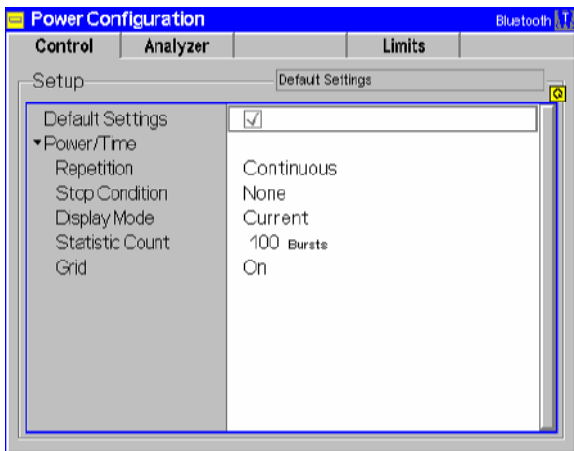 Power Configuration Bluetooth
Control Analyzer Limits
Setup Default Settings
Default Settings
Power/Time
Repetition Continuous
Stop Condition None
Display Mode Current
Statistic Count 100 Bursts
Grid On